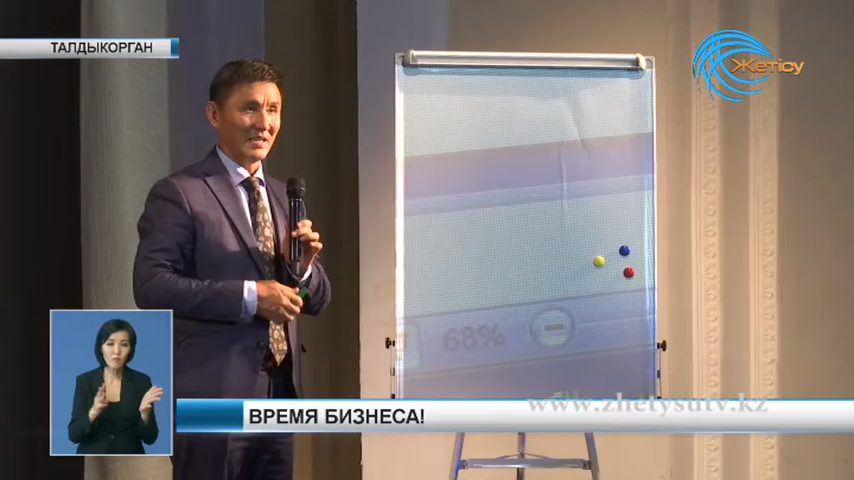 ТАЛДЫКОРГАН
Жетісу
68%
ВРЕМЯ БИЗНЕСА!
www.zhetysutv.kz